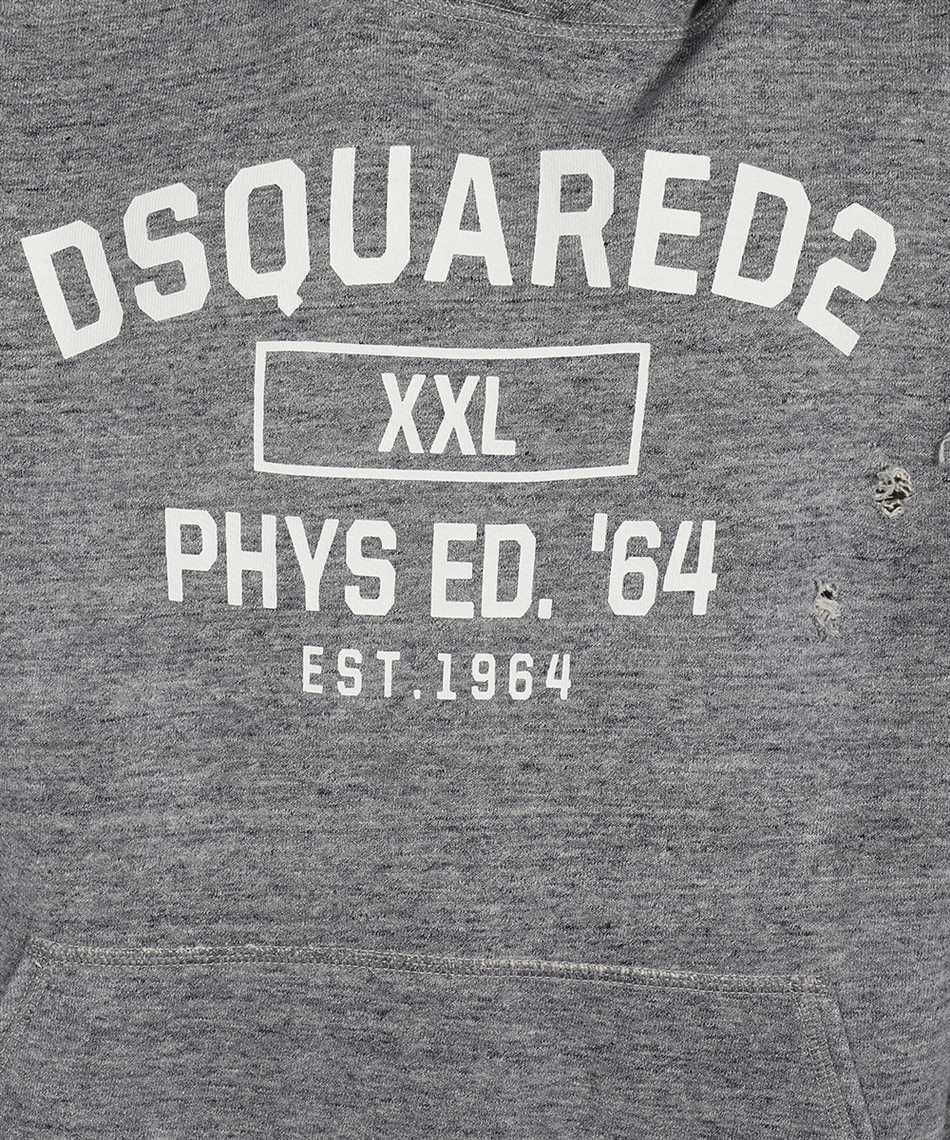 DSQUARED2
XXL
PHYS ED. '64
EST.1964